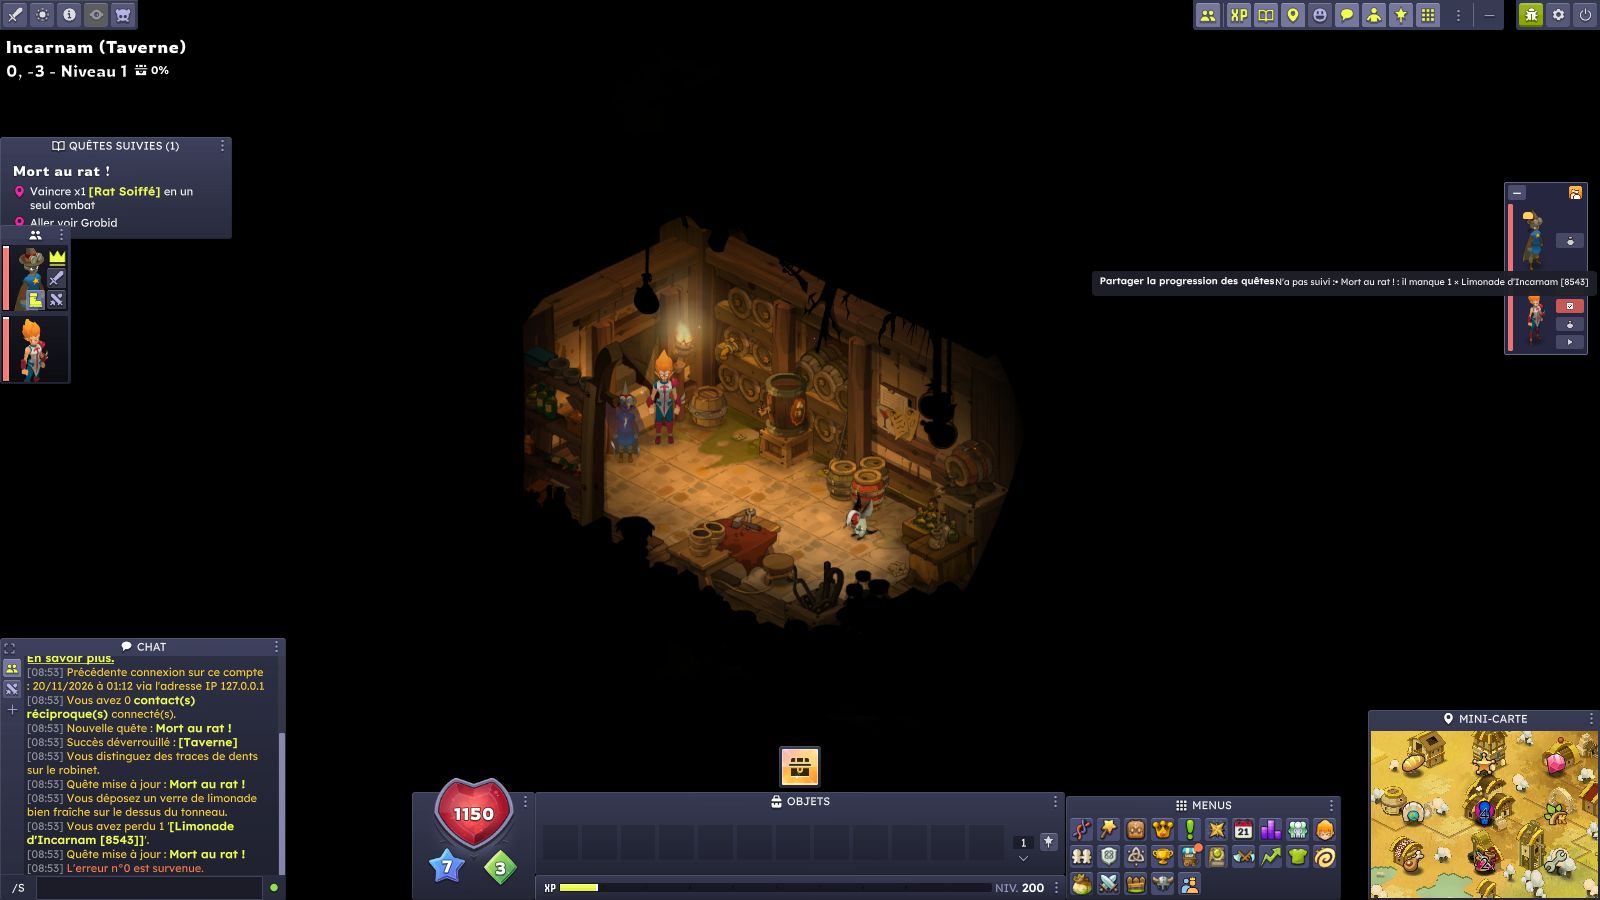 XP
Incarnam (Taverne)
0, -3 - Niveau 1 0%
QUÊTES SUIVIES (1)
Mort au rat !
Vaincre x1 [Rat Soiffé] en un
seul combat
Aller voir Grobid
Partager la progression des quêtesN'a pas suivi :• Mort au rat ! : il manque 1 × Limonade d'Incarnam [8543]
CHAT
En savoir plus.
[08:53] Précédente connexion sur ce compte
: 20/11/2026 à 01:12 via l'adresse IP 127.0.0.1
[08:53] Vous avez 0 contact(s)
réciproque(s) connecté(s).
[08:53] Nouvelle quête : Mort au rat !
[08:53] Succès déverrouillé : [Taverne]
[08:53] Vous distinguez des traces de dents
sur le robinet.
[08:53] Quête mise à jour : Mort au rat !
[08:53] Vous déposez un verre de limonade
bien fraîche sur le dessus du tonneau.
[08:53] Vous avez perdu 1 '[Limonade
d'Incarnam [8543]]'.
[08:53] Quête mise à jour : Mort au rat !
[08:53] L'erreur n°0 est survenue.
/S
1150
7
3
OBJETS
1
XP
NIV. 200
MENUS
21
MINI-CARTE
4
2